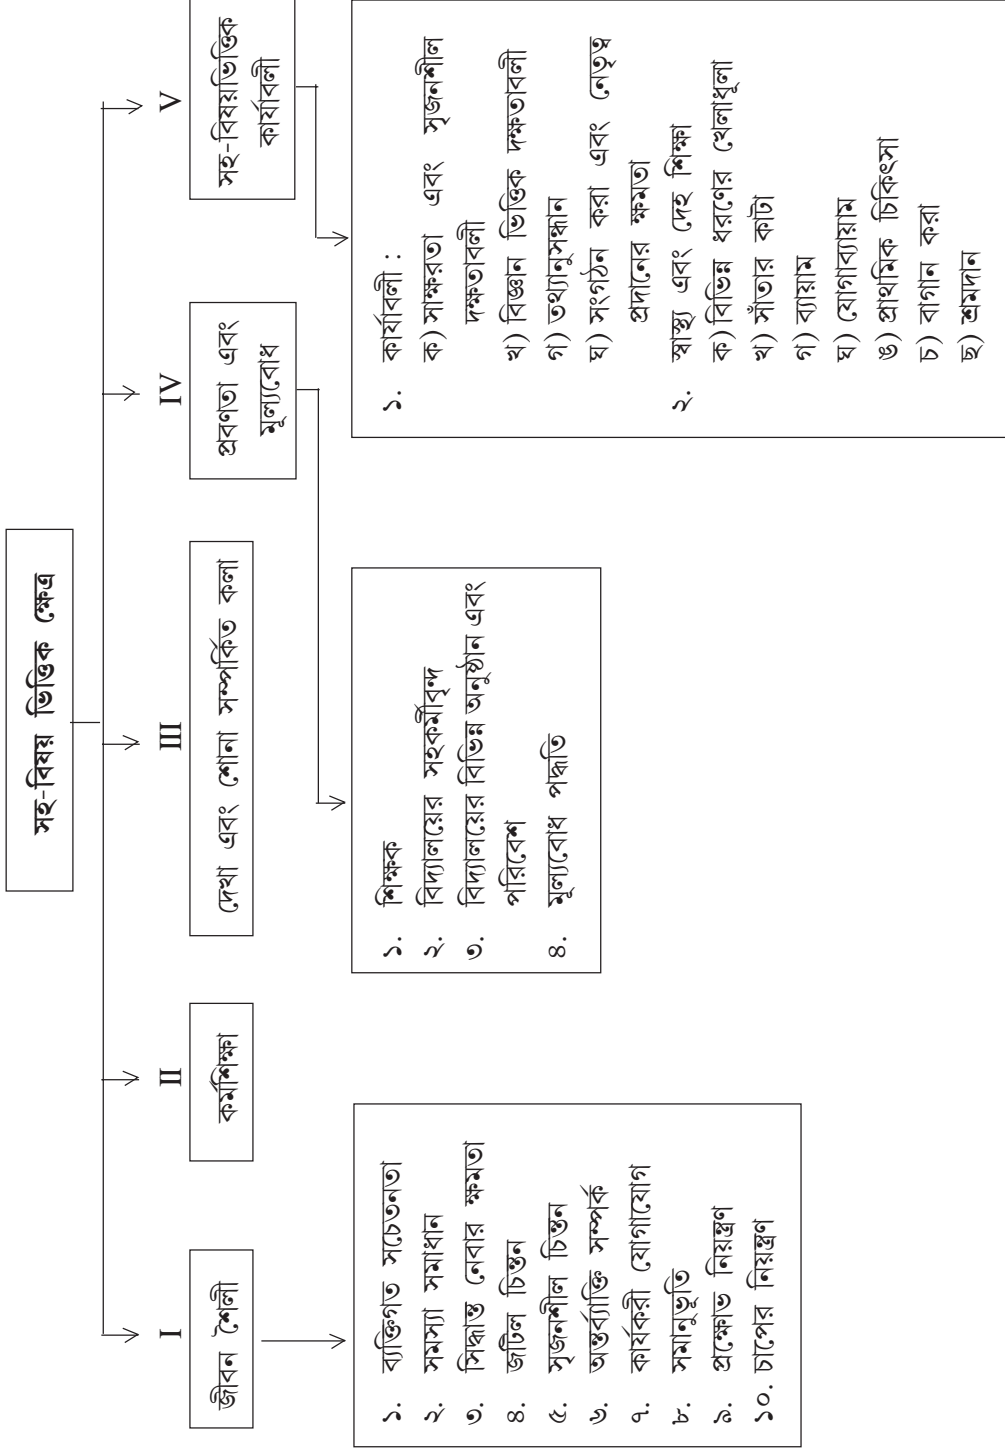 সহ-বিষয় ভিত্তিক ক্ষেত্র
I
জীবন শৈলী
১. ব্যক্তিগত সচেতনতা
২. সমস্যা সমাধান
৩. সিদ্ধান্ত নেবার ক্ষমতা
৪. জটিল চিন্তন
৫. সৃজনশীল চিন্তন
৬. অন্তর্ব্যক্তি সম্পর্ক
৭. কার্যকরী যোগাযোগ
৮. সমানুভূতি
৯. প্রক্ষোভ নিয়ন্ত্রণ
১০. চাপের নিয়ন্ত্রণ
II
কর্মশিক্ষা
III
দেখা এবং শোনা সম্পর্কিত কলা
IV
প্রবণতা এবং
মূল্যবোধ
১. শিক্ষক
২. বিদ্যালয়ের সহকর্মীবৃন্দ
৩. বিদ্যালয়ের বিভিন্ন অনুষ্ঠান এবং
পরিবেশ
৪. মূল্যবোধ পদ্ধতি
V
সহ-বিষয়ভিত্তিক
কার্যাবলী
১. কার্যাবলী :
ক) সাক্ষরতা এবং সৃজনশীল
দক্ষতাবলী
খ) বিজ্ঞান ভিত্তিক দক্ষতাবলী
গ) তথ্যানুসন্ধান
ঘ) সংগঠন করা এবং নেতৃত্ব
প্রদানের ক্ষমতা
২. স্বাস্থ্য এবং দেহ শিক্ষা
ক) বিভিন্ন ধরণের খেলাধূলা
খ) সাঁতার কাটা
গ) ব্যায়াম
ঘ) যোগাব্যায়াম
ঙ) প্রাথমিক চিকিৎসা
চ) বাগান করা
ছ) শ্রমদান